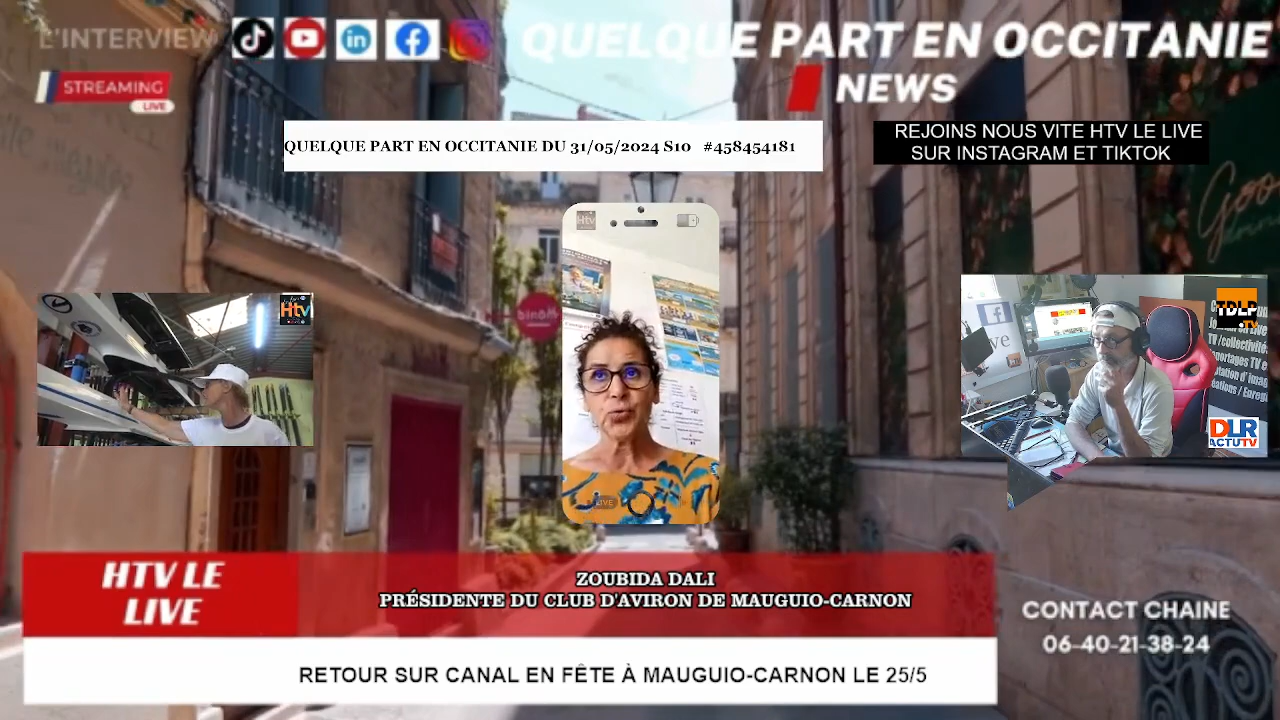 L'INTERVIEW
QUELQUE PART EN OCCITANIE
NEWS
STREAMING
LIVE
QUELQUE PART EN OCCITANIE DU 31/05/2024 S10 #458454181
REJOINS NOUS VITE HTV LE LIVE
SUR INSTAGRAM ET TIKTOK
Htv
Htv
binôm
TDLP
.TV
DLR
ACTUTV
LIVE
HTV LE
LIVE
ZOUBIDA DALI
PRÉSIDENTE DU CLUB D'AVIRON DE MAUGUIO-CARNON
CONTACT CHAINE
06-40-21-38-24
RETOUR SUR CANAL EN FÊTE À MAUGUIO-CARNON LE 25/5